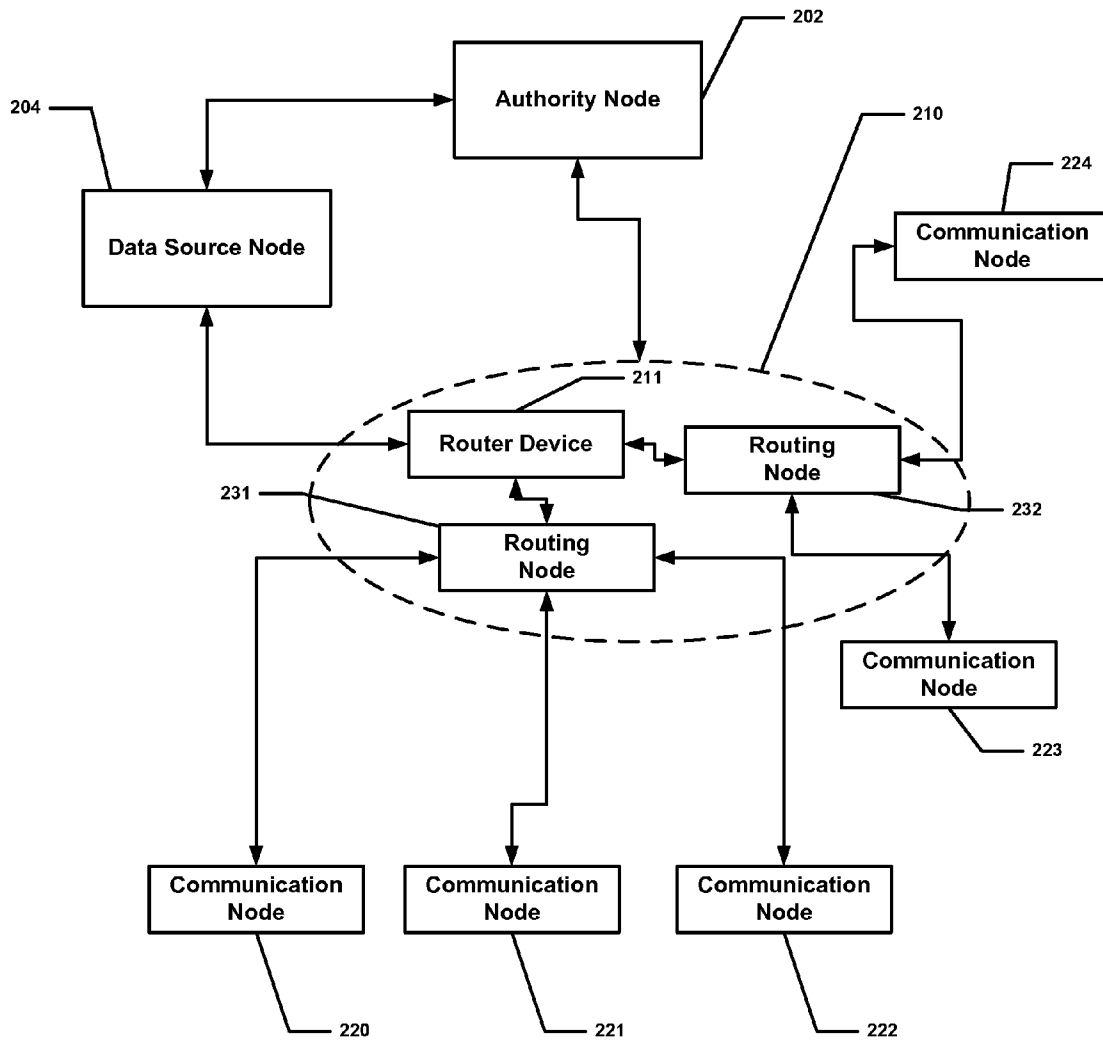 202
Authority Node
204
210
224
Data Source Node
Communication
Node
211
Router Device
Routing
Node
231
232
Routing
Node
Communication
Node
223
Communication
Node
Communication
Node
Communication
Node
220
221
222